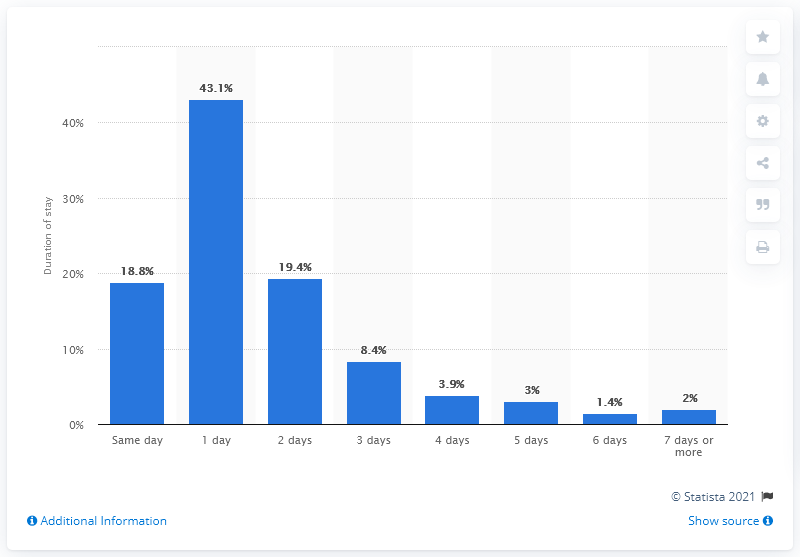 Duration of stay
40%
30%
20%
10%
0%
18.8%
43.1%
19.4%
8.4%
3.9%
3%
1.4%
2%
Same day
1 day
2 days
3 days
4 days
5 days
6 days
7 days or
more
© Statista 2021
Additional Information
Show source